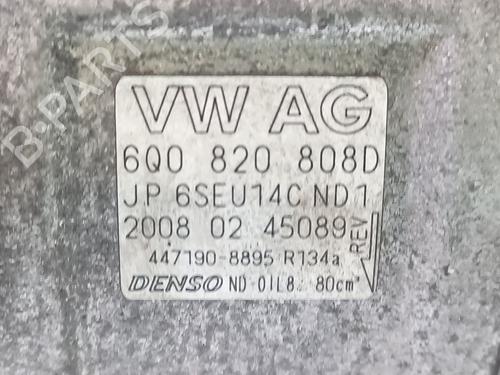 VW AG
6Q0 820 808D
JP 6SEU14C ND1
2008 02 45089
REV
447190-8895 R134a
DENSO ND-OIL8 80cm³
B-PARTS